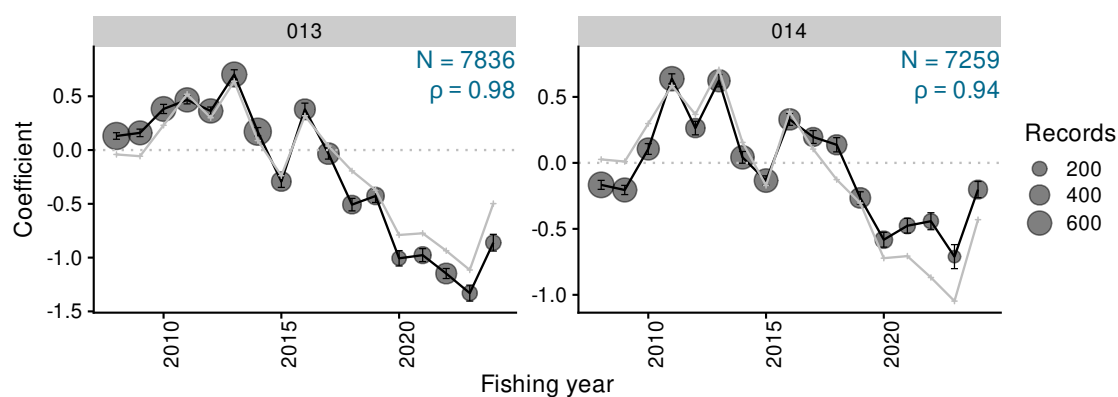 013
014
N = 7836
ρ = 0.98
N = 7259
ρ = 0.94
Coefficient
0.5
0.0
-0.5
-1.0
-1.5
0.5
0.0
-0.5
-1.0
2010
2015
2020
2010
2015
2020
Fishing year
Records
200
400
600